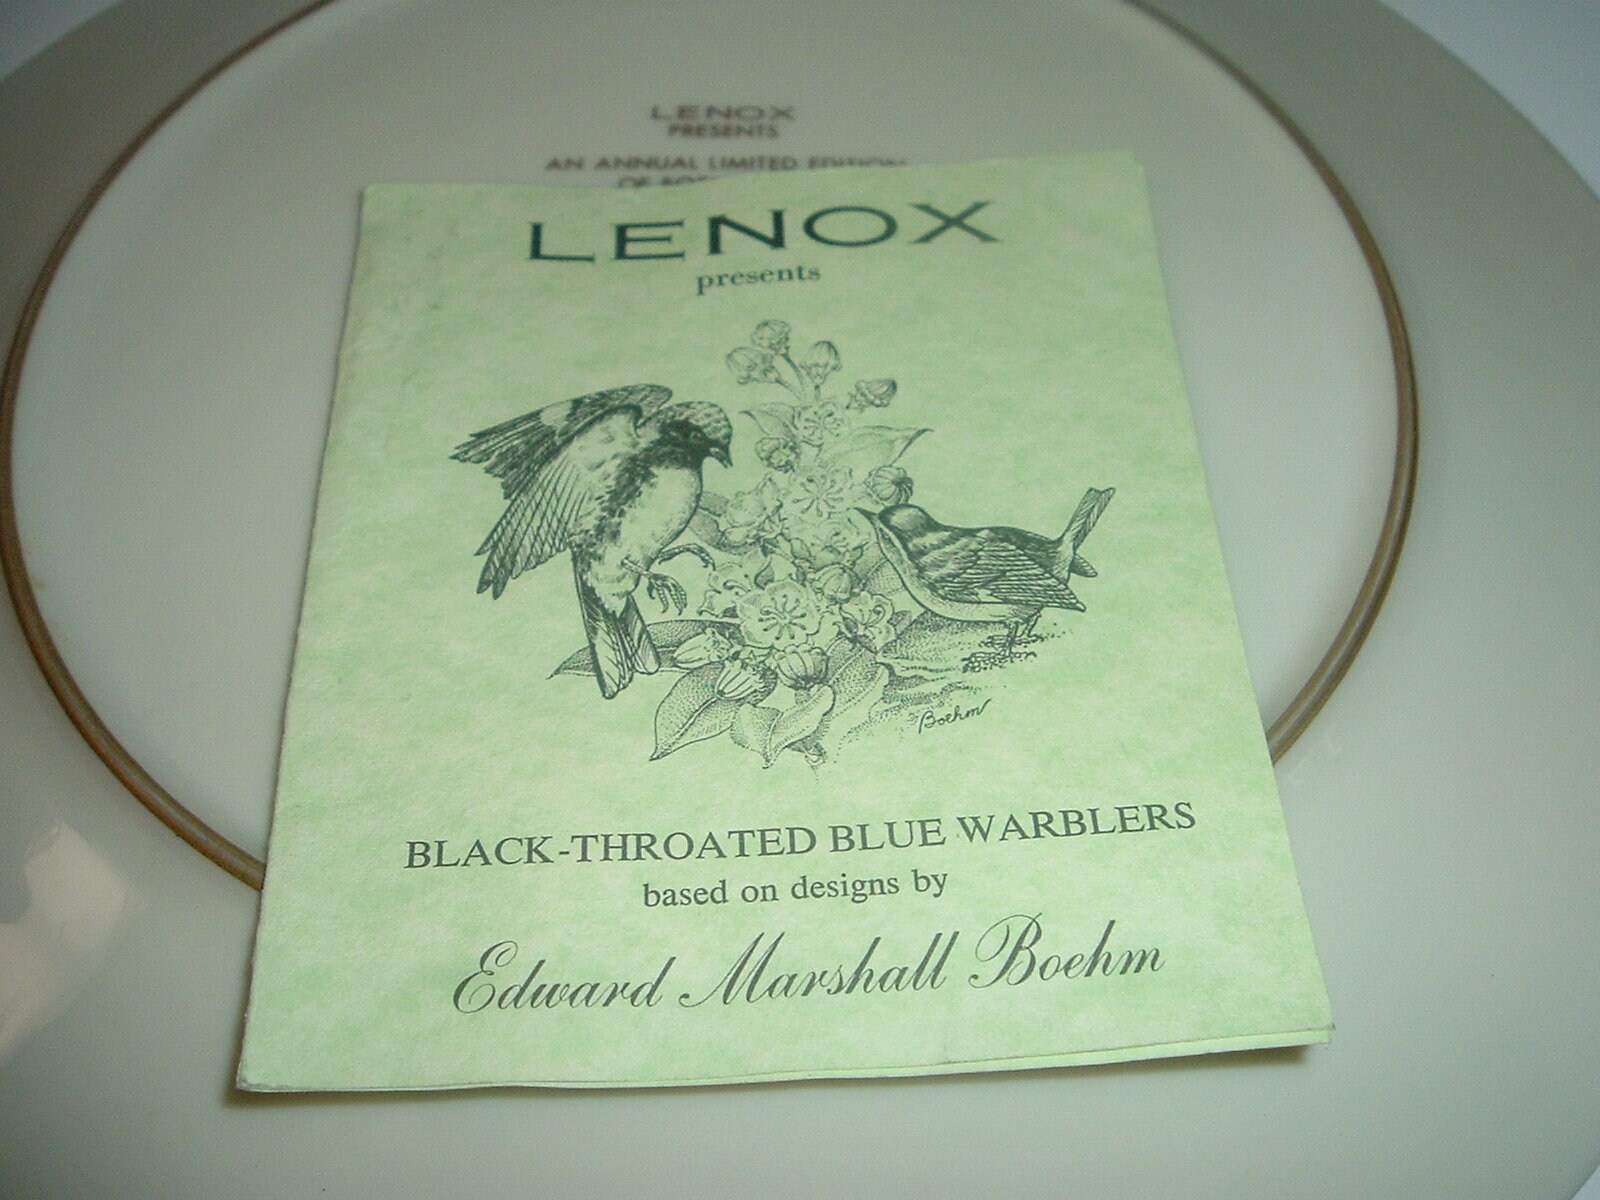 LENOX
PRESENTS
AN ANNUAL LIMITED EDITION
OF
LENOX
presents
Boehm
BLACK-THROATED BLUE WARBLERS
based on designs by
Edward Marshall Boehm